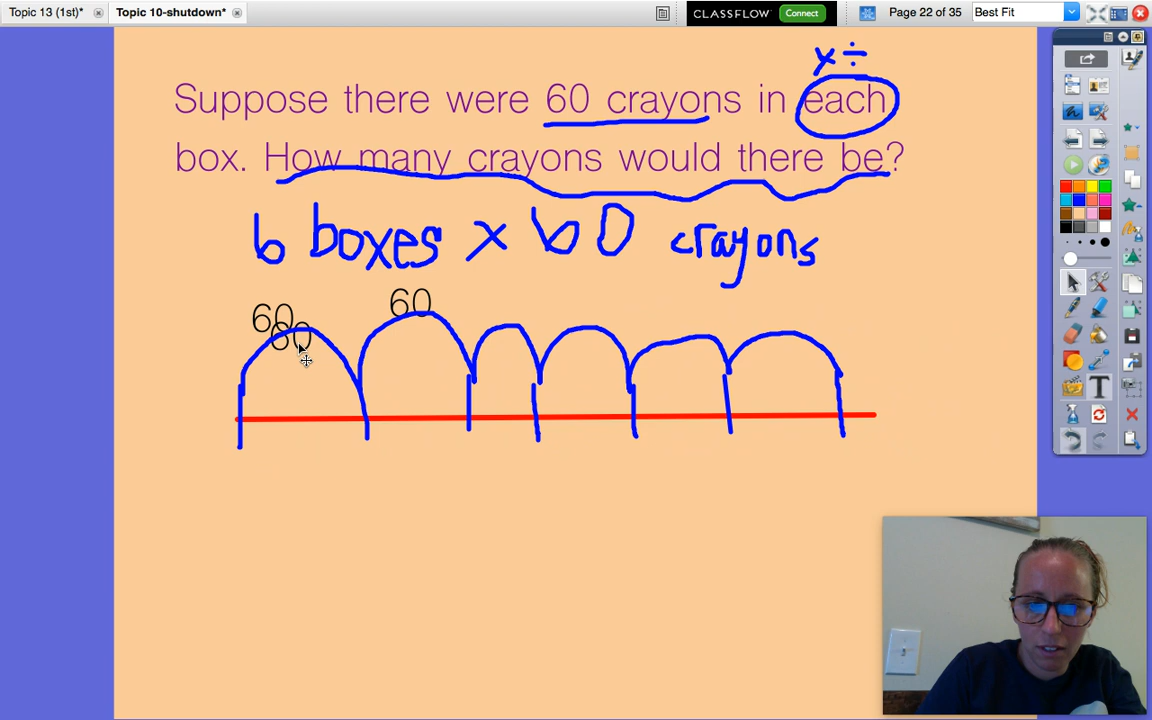 Topic 13 (1st)* Topic 10-shutdown* CLASSFLOW Connect Page 22 of 35 Best Fit
x ÷
Suppose there were 60 crayons in each
box. How many crayons would there be?
6 boxes x 60 crayons
60 60
60
T